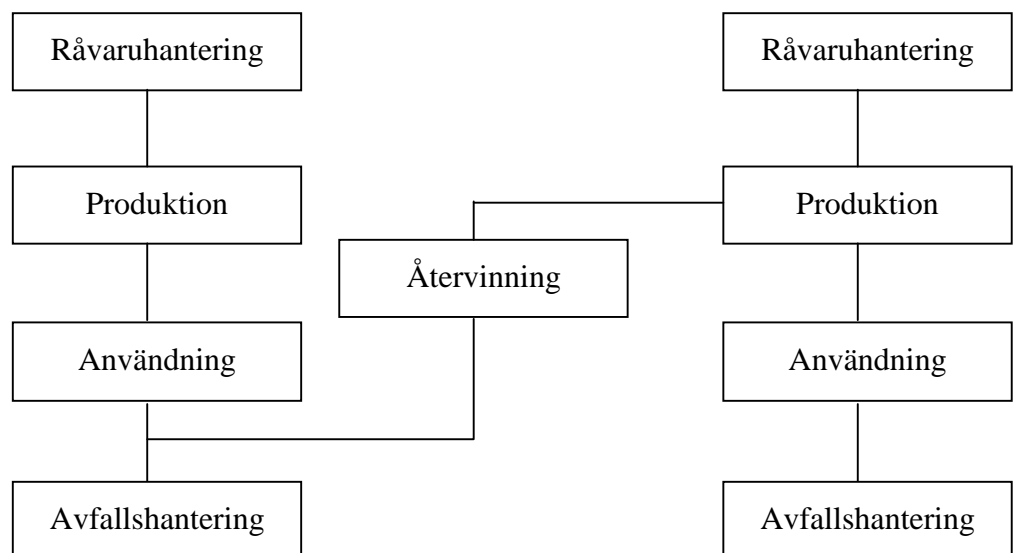 Råvaruhantering
Råvaruhantering
Produktion
Produktion
Återvinning
Användning
Användning
Avfallshantering
Avfallshantering